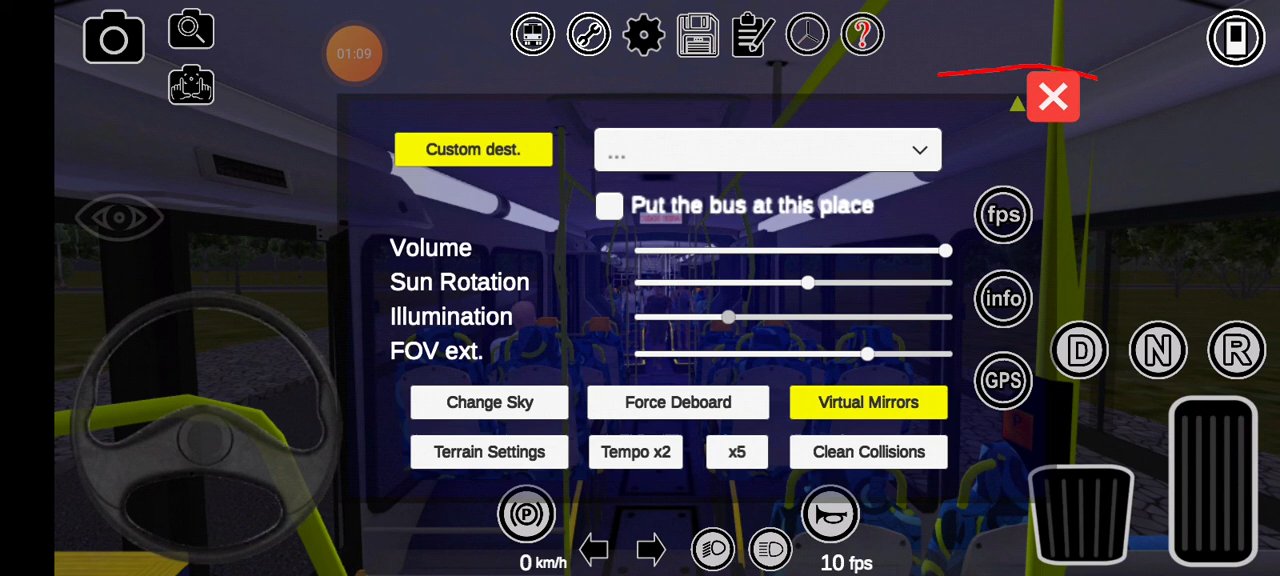 01:09
?
Custom dest.
...
Put the bus at this place
fps
Volume
Sun Rotation
info
Illumination
FOV ext.
D N R
GPS
Change Sky
Force Deboard
Virtual Mirrors
Terrain Settings
Tempo x2
x5
Clean Collisions
P
(P)
0 km/h
10 fps